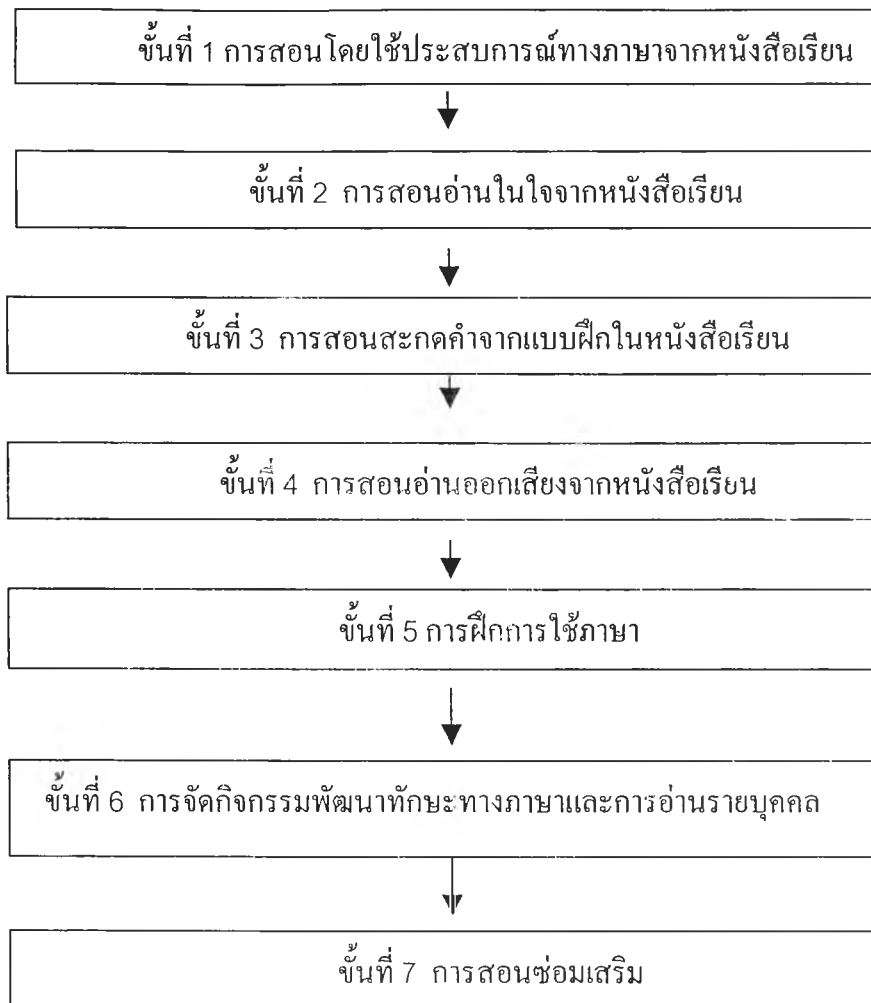 ขั้นที่ 1 การสอนโดยใช้ประสบการณ์ทางภาษาจากหนังสือเรียน
ขั้นที่ 2 การสอนอ่านในใจจากหนังสือเรียน
ขั้นที่ 3 การสอนสะกดคำจากแบบฝึกในหนังสือเรียน
ขั้นที่ 4 การสอนอ่านออกเสียงจากหนังสือเรียน
ขั้นที่ 5 การฝึกการใช้ภาษา
ขั้นที่ 6 การจัดกิจกรรมพัฒนาทักษะทางภาษาและการอ่านรายบุคคล
ขั้นที่ 7 การสอนซ่อมเสริม